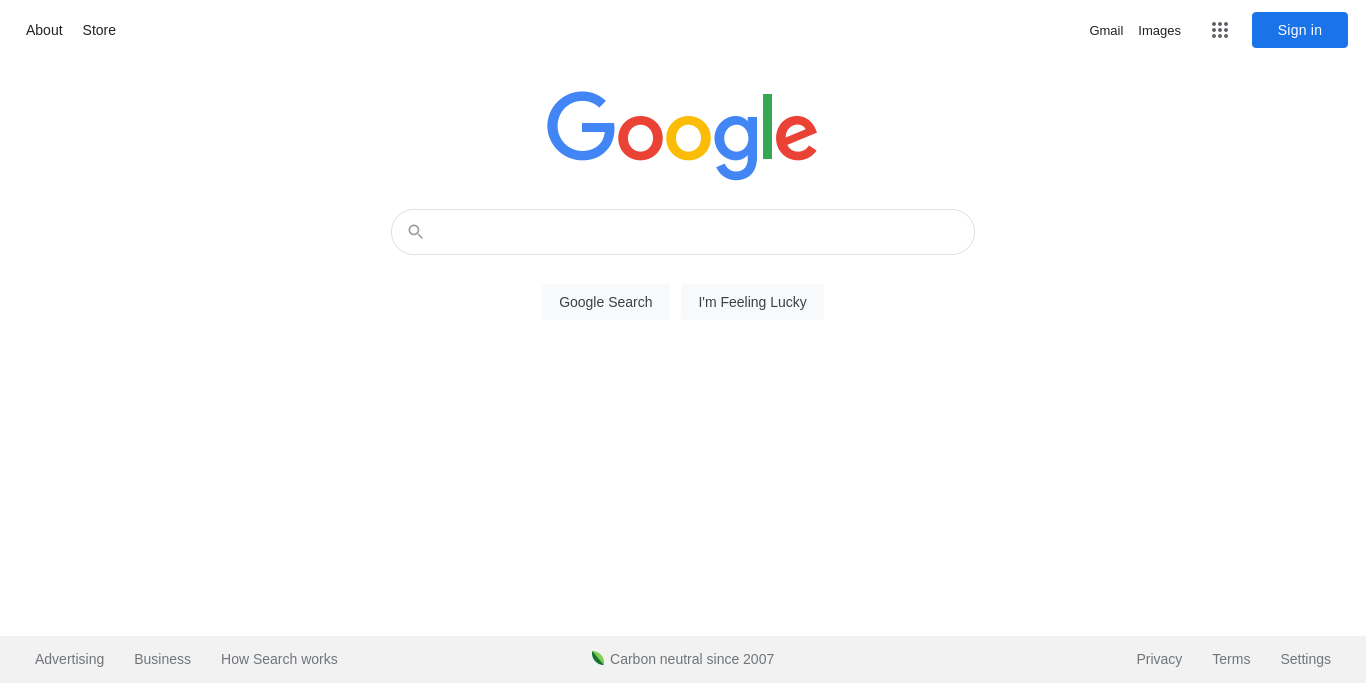 About Store Gmail Images Sign in
Google
Google Search I'm Feeling Lucky
Advertising Business How Search works Carbon neutral since 2007 Privacy Terms Settings